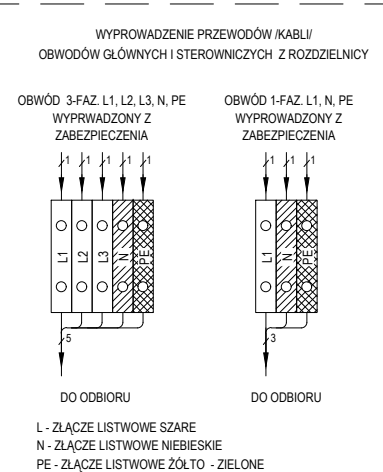 WYPROWADZENIE PRZEWODÓW /KABLI/
OBWODÓW GŁÓWNYCH I STEROWNICZYCH Z ROZDZIELNICY
OBWÓD 3-FAZ. L1, L2, L3, N, PE
WYPRWADZONY Z
ZABEZPIECZENIA
OBWÓD 1-FAZ. L1, N, PE
WYPROWADZONY Z
ZABEZPIECZENIA
1 1 1 1 1
1 1 1
L1 L2 L3 N PE
L1 N PE
5
3
DO ODBIORU
DO ODBIORU
L - ZŁĄCZE LISTWOWE SZARE
N - ZŁĄCZE LISTWOWE NIEBIESKIE
PE - ZŁĄCZE LISTWOWE ŻÓŁTO - ZIELONE